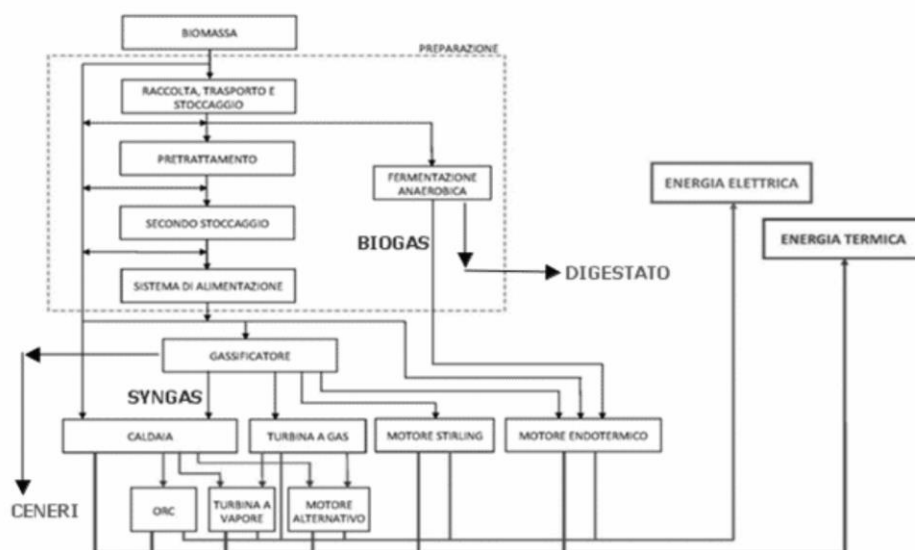 BIOMASSA
PREPARAZIONE
RACCOLTA, TRASPORTO E
STOCCAGGIO
PRETRATTAMENTO
FERMENTAZIONE
ANAEROBICA
ENERGIA ELETTRICA
SECONDO STOCCAGGIO
BIOGAS
ENERGIA TERMICA
DIGESTATO
SISTEMA DI ALIMENTAZIONE
GASSIFICATORE
SYNGAS
CALDAIA
TURBINA A GAS
MOTORE STIRLING
MOTORE ENDOTERMICO
CENERI
ORC
TURBINA A
VAPORE
MOTORE
ALTERNATIVO